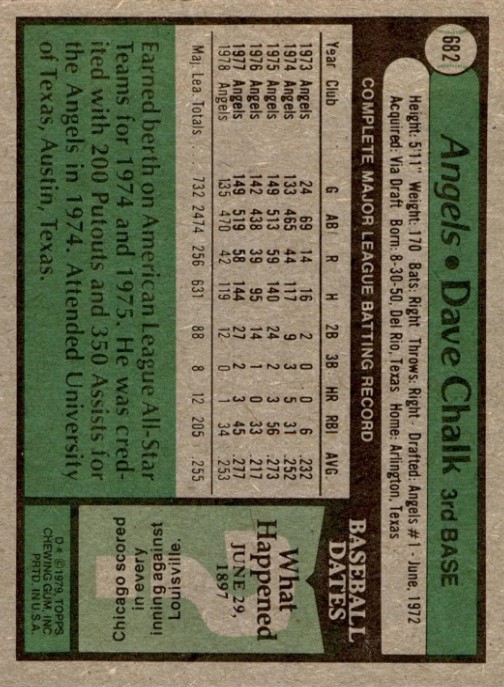 682
Angels • Dave Chalk 3rd BASE
Height: 5'11" Weight: 170 Bats: Right Throws: Right - Drafted: Angels #1 - June, 1972
Acquired: Via Draft Born: 8-30-50, Del Rio, Texas Home: Arlington, Texas
COMPLETE MAJOR LEAGUE BATTING RECORD
Year Club G AB R H 2B 3B HR RBI AVG
1973 Angels 24 69 14 16 2 0 0 6 .232
1974 Angels 133 465 44 117 9 3 5 31 .252
1975 Angels 149 513 59 140 24 2 3 56 .273
1976 Angels 142 438 39 95 14 1 0 33 .217
1977 Angels 149 519 58 144 27 2 3 45 .277
1978 Angels 135 470 42 119 12 0 1 34 .253
Maj. Lea. Totals . . . 732 2474 256 631 88 8 12 205 .255
Earned berth on American League All-Star
Teams for 1974 and 1975. He was cred-
ited with 200 Putouts and 350 Assists for
the Angels in 1974. Attended University
of Texas, Austin, Texas.
BASEBALL
DATES
What
Happened
JUNE 29,
1897
Chicago scored
in every
inning against
Louisville.
D★ ©1979, TOPPS
CHEWING GUM, INC.
PRTD. IN U.S.A.